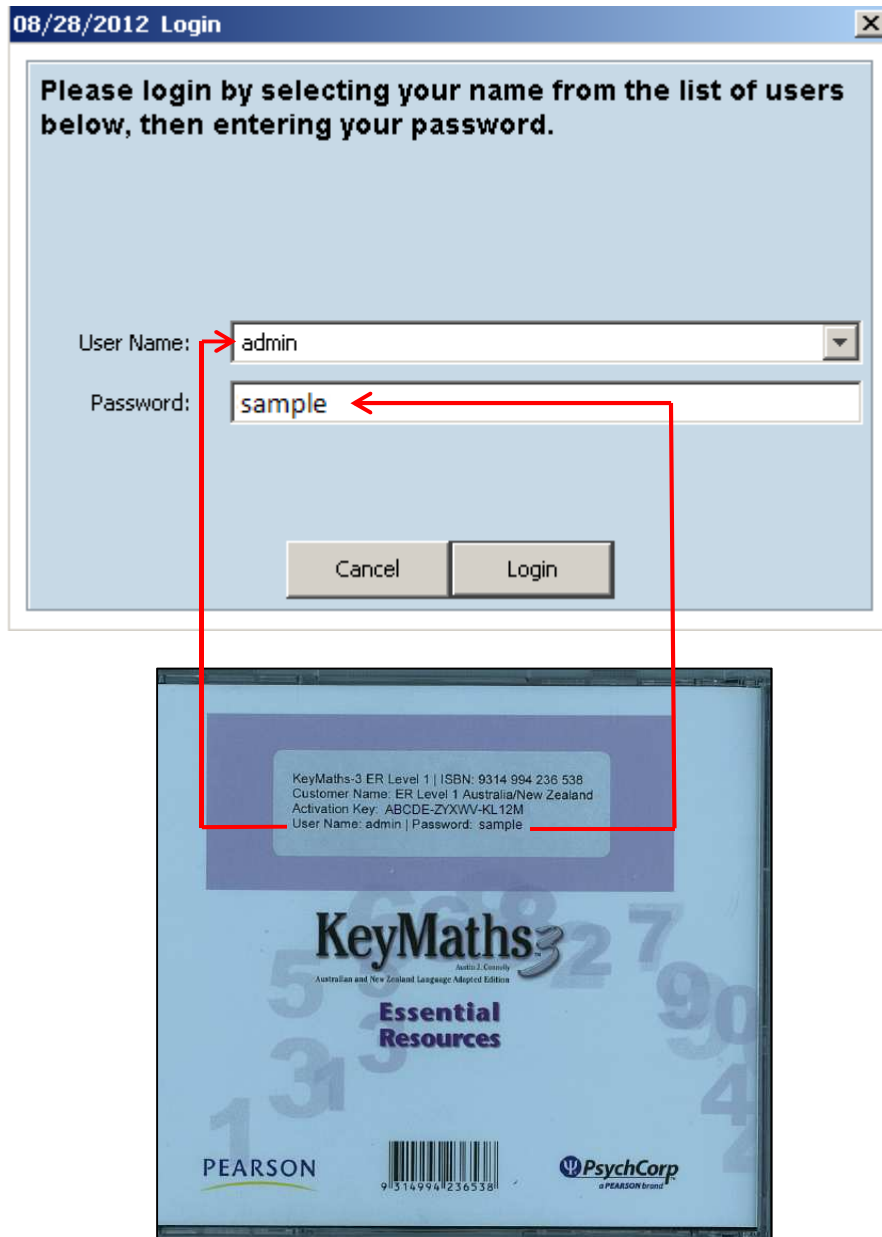 08/28/2012 Login
Please login by selecting your name from the list of users
below, then entering your password.
User Name:
admin
Password:
sample
Cancel
Login
KeyMaths-3 ER Level 1 | ISBN: 9314 994 236 538
Customer Name: ER Level 1 Australia/New Zealand
Activation Key: ABCDE-ZYXWV-KL12M
User Name: admin | Password: sample
KeyMaths3
Austin J. Connolly
Australian and New Zealand Language Adapted Edition
Essential
Resources
PEARSON
9 314994 236538
PsychCorp
a PEARSON brand